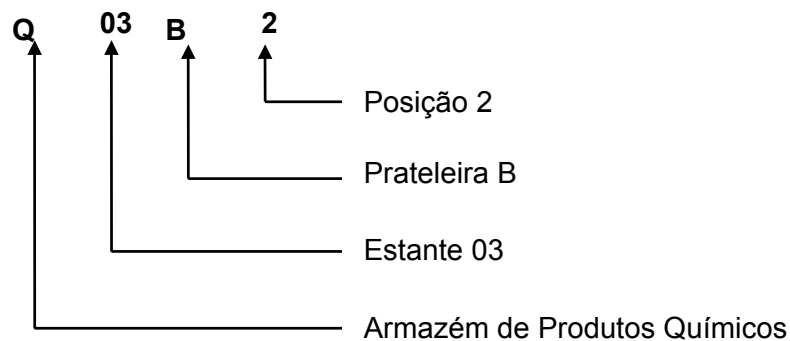 Q 03 B 2
Posição 2
Prateleira B
Estante 03
Armazém de Produtos Químicos